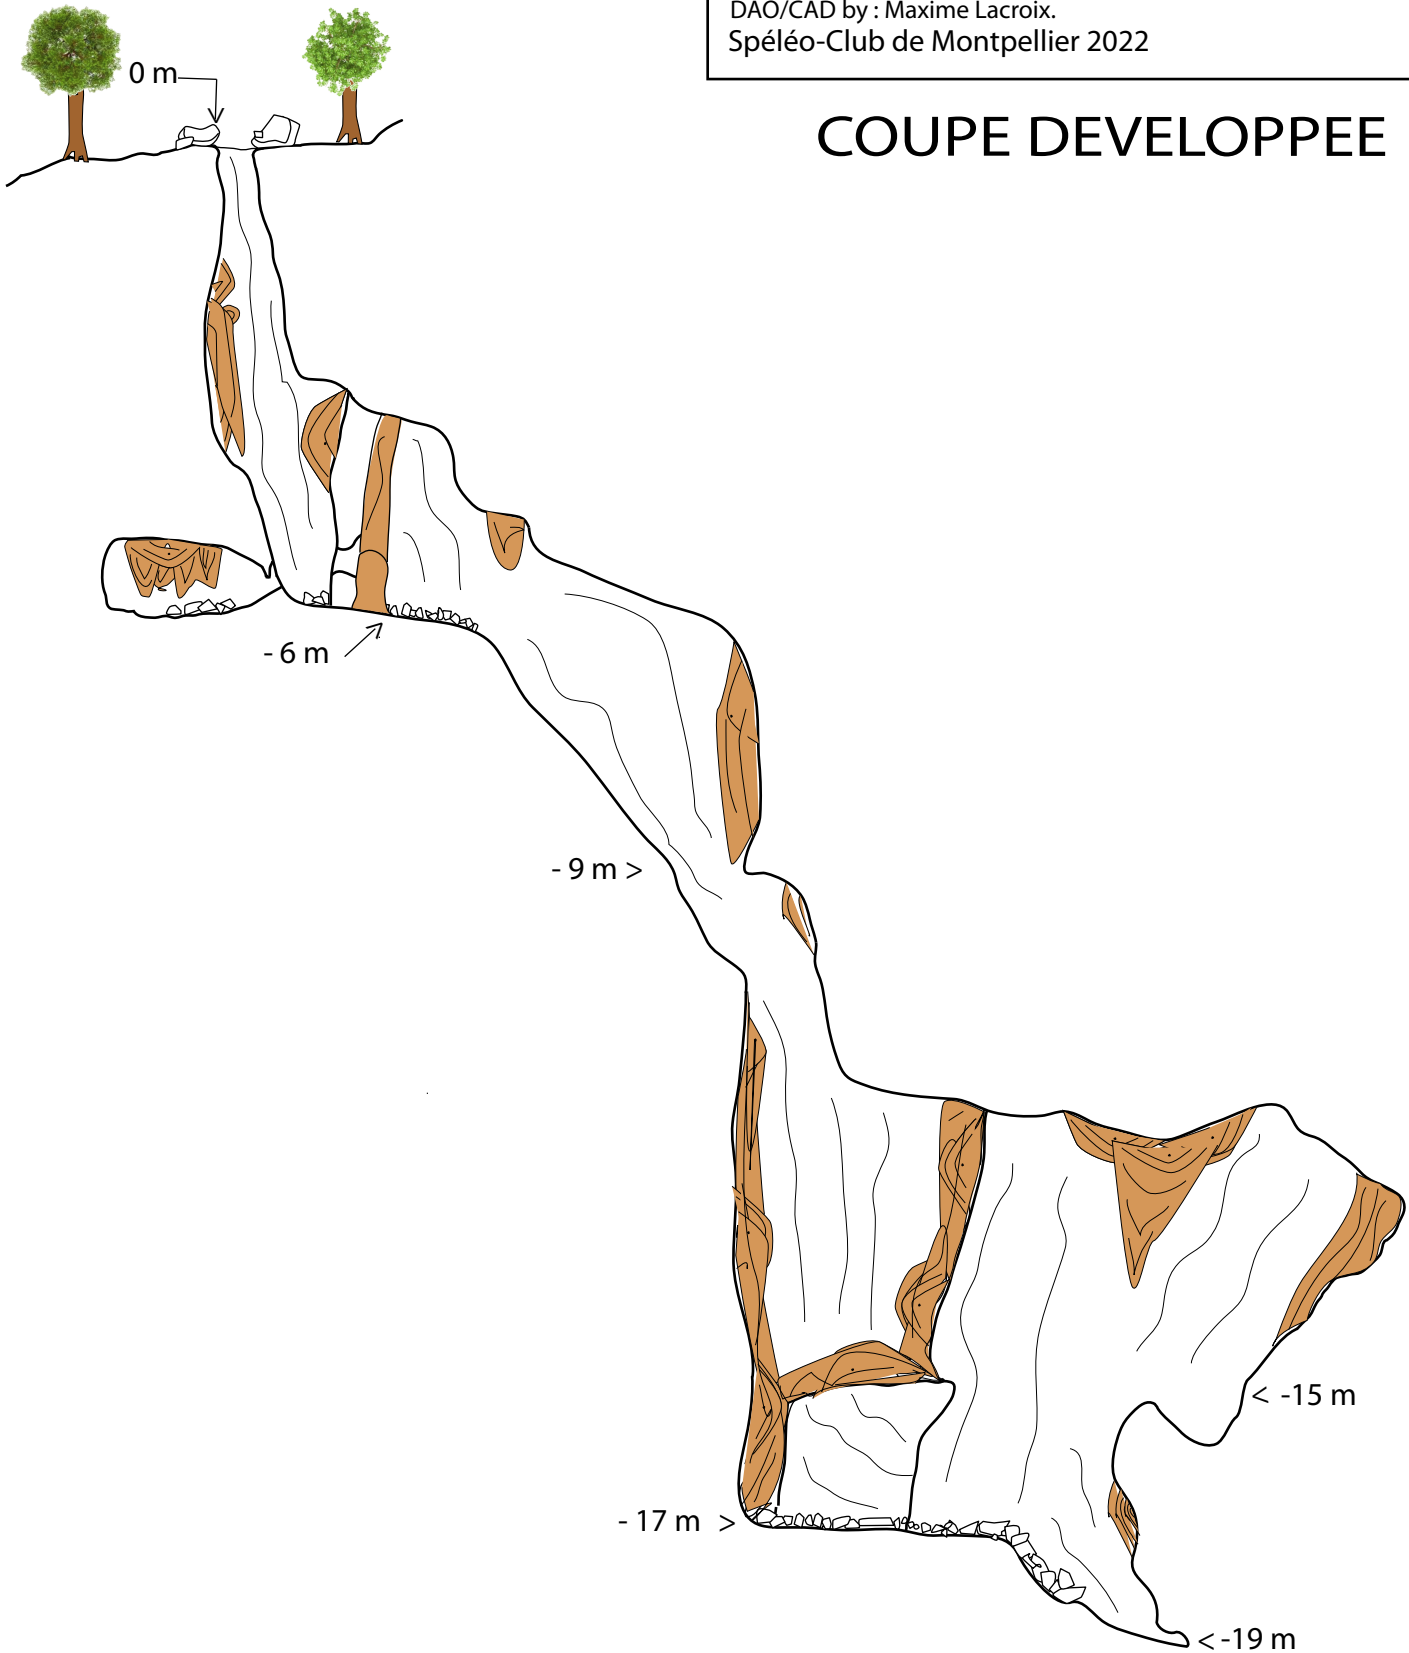 DAO/CAD by : Maxime Lacroix.
Spéléo-Club de Montpellier 2022
0 m
COUPE DEVELOPPEE
- 6 m
- 9 m >
< -15 m
- 17 m >
< -19 m